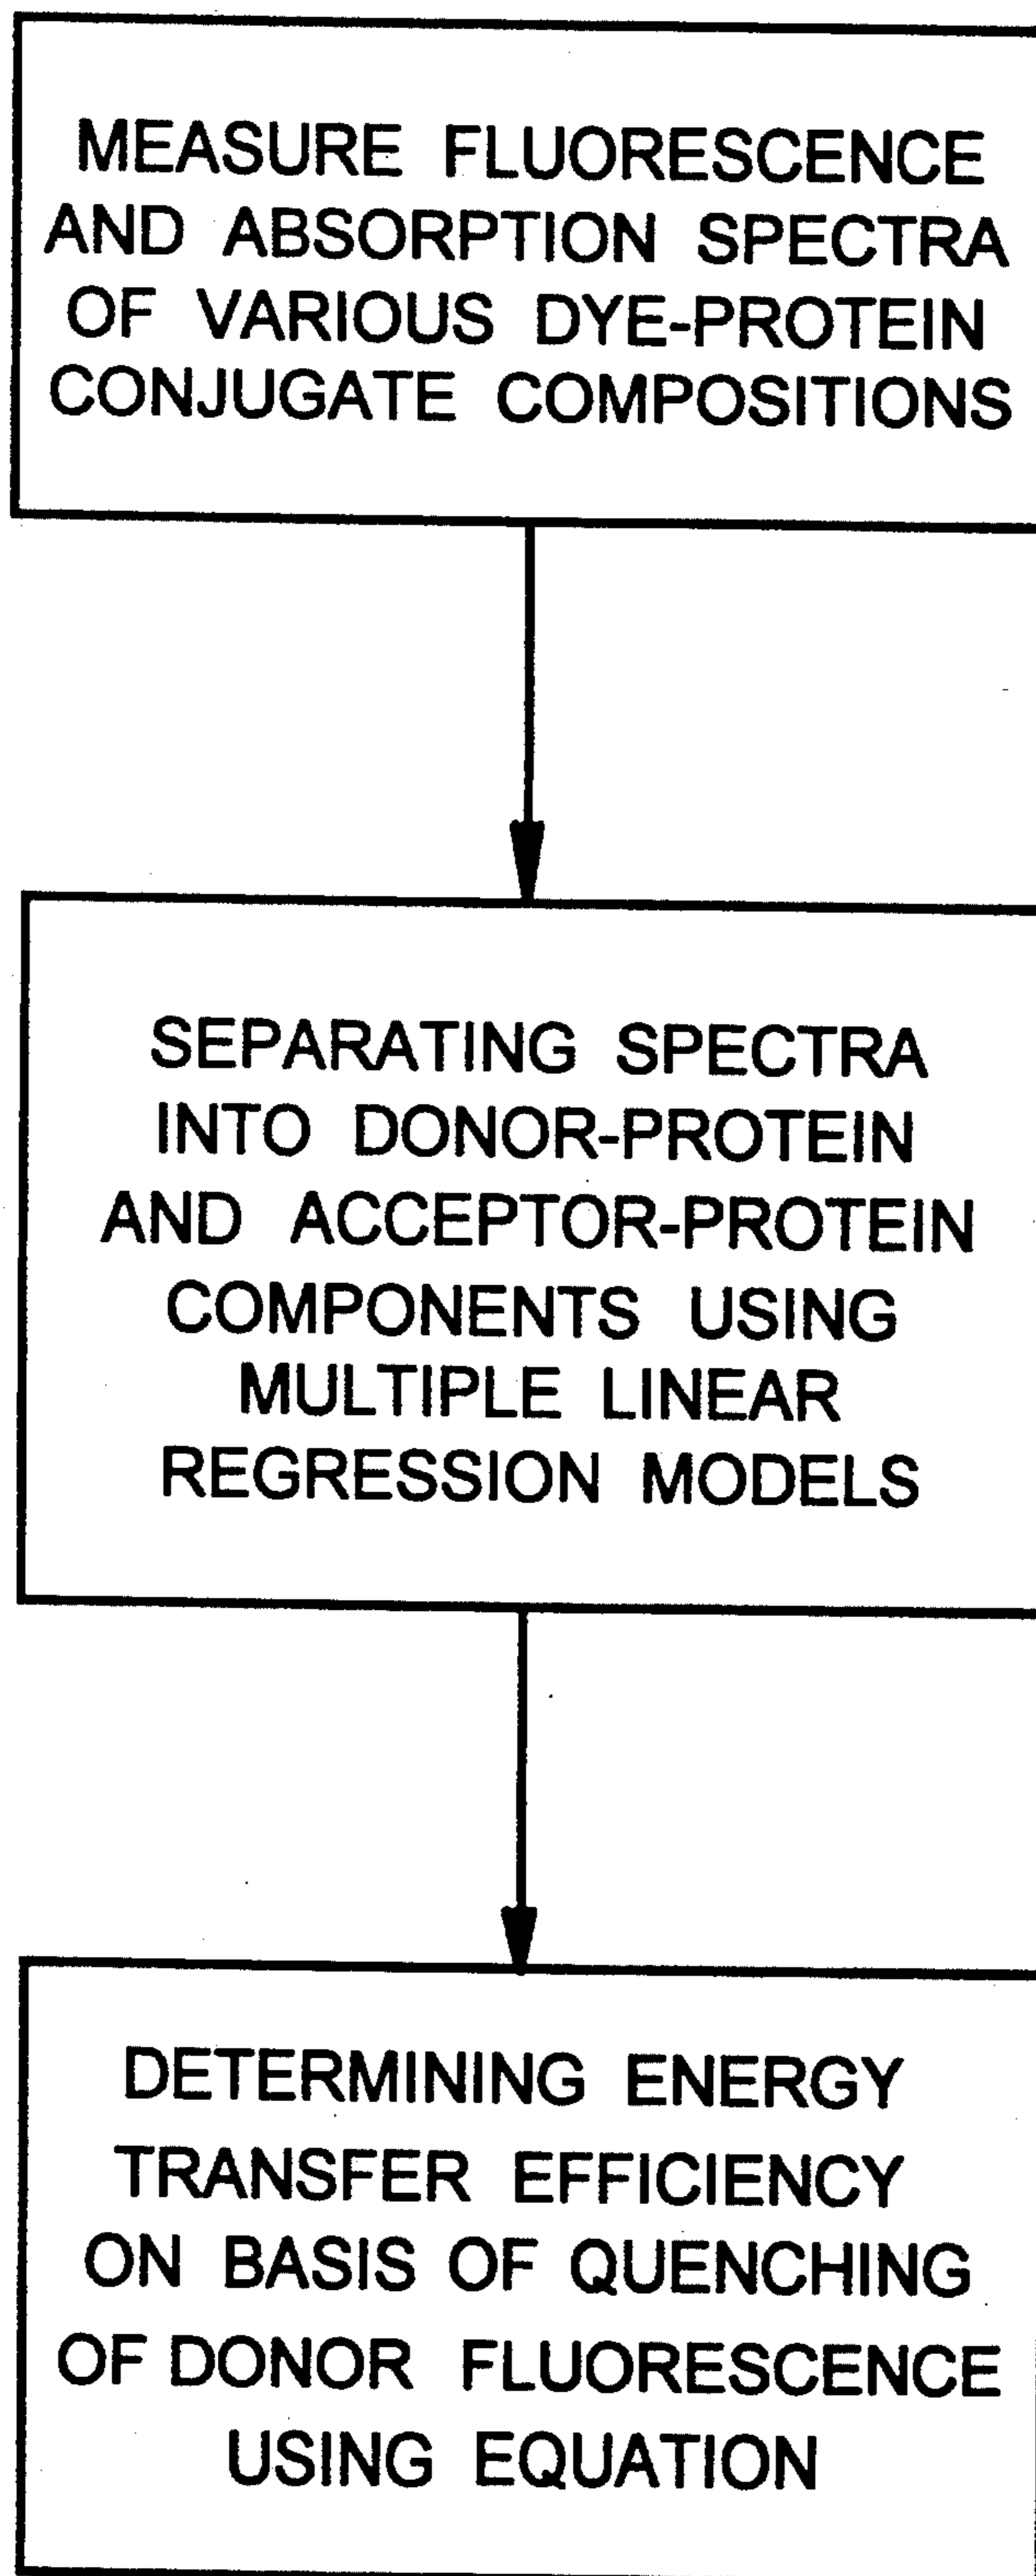 MEASURE FLUORESCENCE
AND ABSORPTION SPECTRA
OF VARIOUS DYE-PROTEIN
CONJUGATE COMPOSITIONS
SEPARATING SPECTRA
INTO DONOR-PROTEIN
AND ACCEPTOR-PROTEIN
COMPONENTS USING
MULTIPLE LINEAR
REGRESSION MODELS
DETERMINING ENERGY
TRANSFER EFFICIENCY
ON BASIS OF QUENCHING
OF DONOR FLUORESCENCE
USING EQUATION